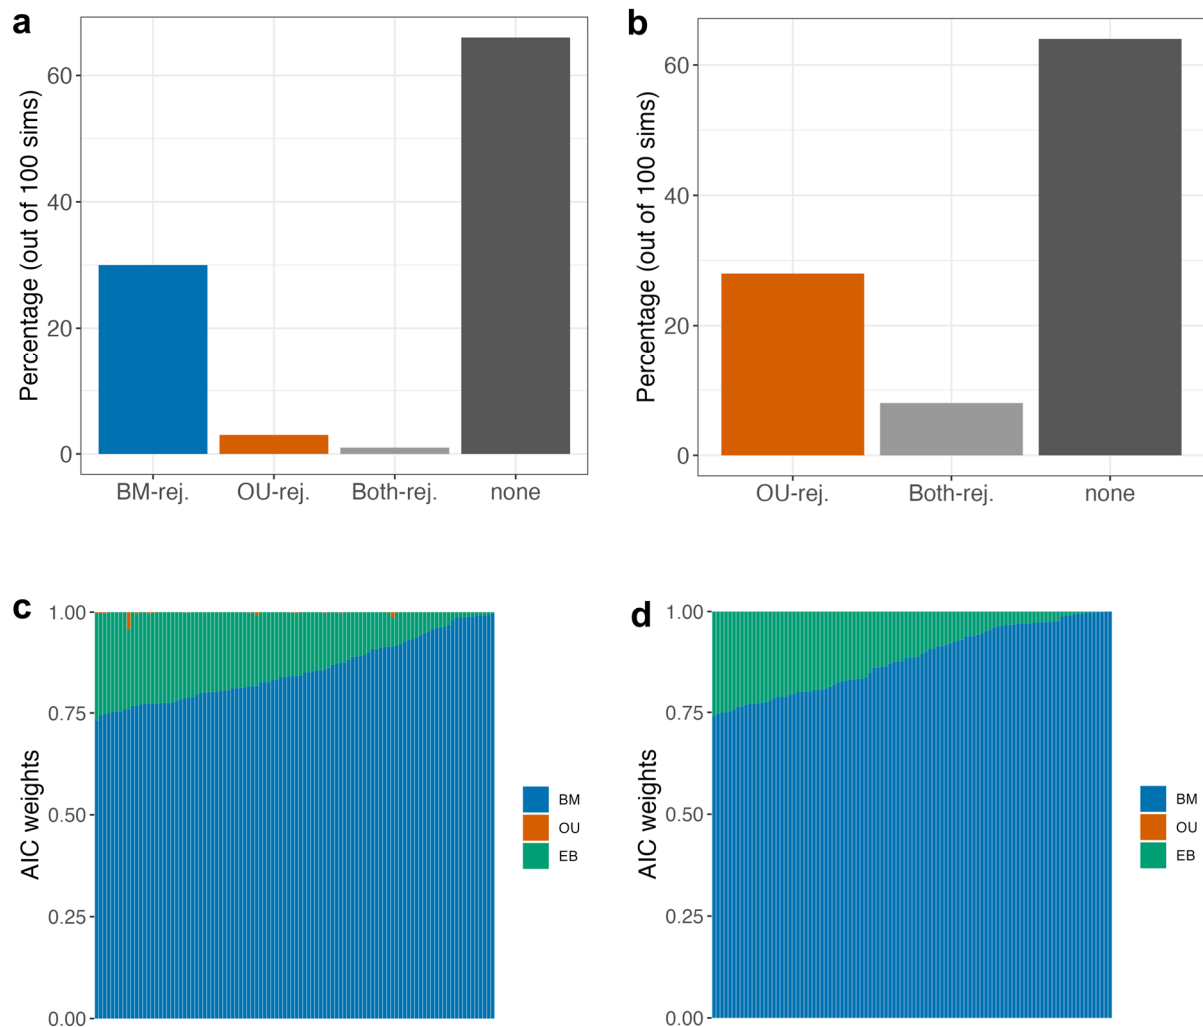 a
Percentage (out of 100 sims)
60
40
20
0
BM-rej. OU-rej. Both-rej. none
b
Percentage (out of 100 sims)
60
40
20
0
OU-rej. Both-rej. none
c
AIC weights
1.00
0.75
0.50
0.25
0.00
BM
OU
EB
d
AIC weights
1.00
0.75
0.50
0.25
0.00
BM
OU
EB